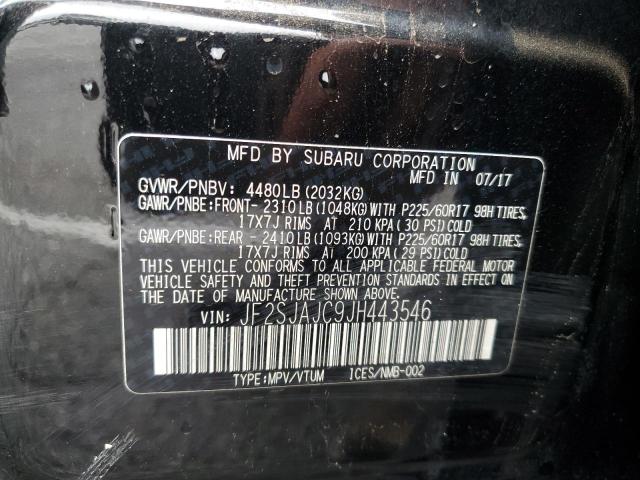 MFD BY SUBARU CORPORATION
MFD IN 07/17
GVWR/PNBV: 4480LB (2032KG)
GAWR/PNBE:FRONT- 2310LB (1048KG) WITH P225/60R17 98H TIRES,
17X7J RIMS AT 210 KPA ( 30 PSI) COLD
GAWR/PNBE:REAR - 2410LB (1093KG) WITH P225/60R17 98H TIRES,
17X7J RIMS AT 200 KPA ( 29 PSI) COLD
THIS VEHICLE CONFORMS TO ALL APPLICABLE FEDERAL MOTOR
VEHICLE SAFETY AND THEFT PREVENTION STANDARDS IN EFFECT ON
THE DATE OF MANUFACTURE SHOWN ABOVE.
VIN: JF2SJAJC9JH443546
TYPE:MPV/VTUM ICES/NMB-002